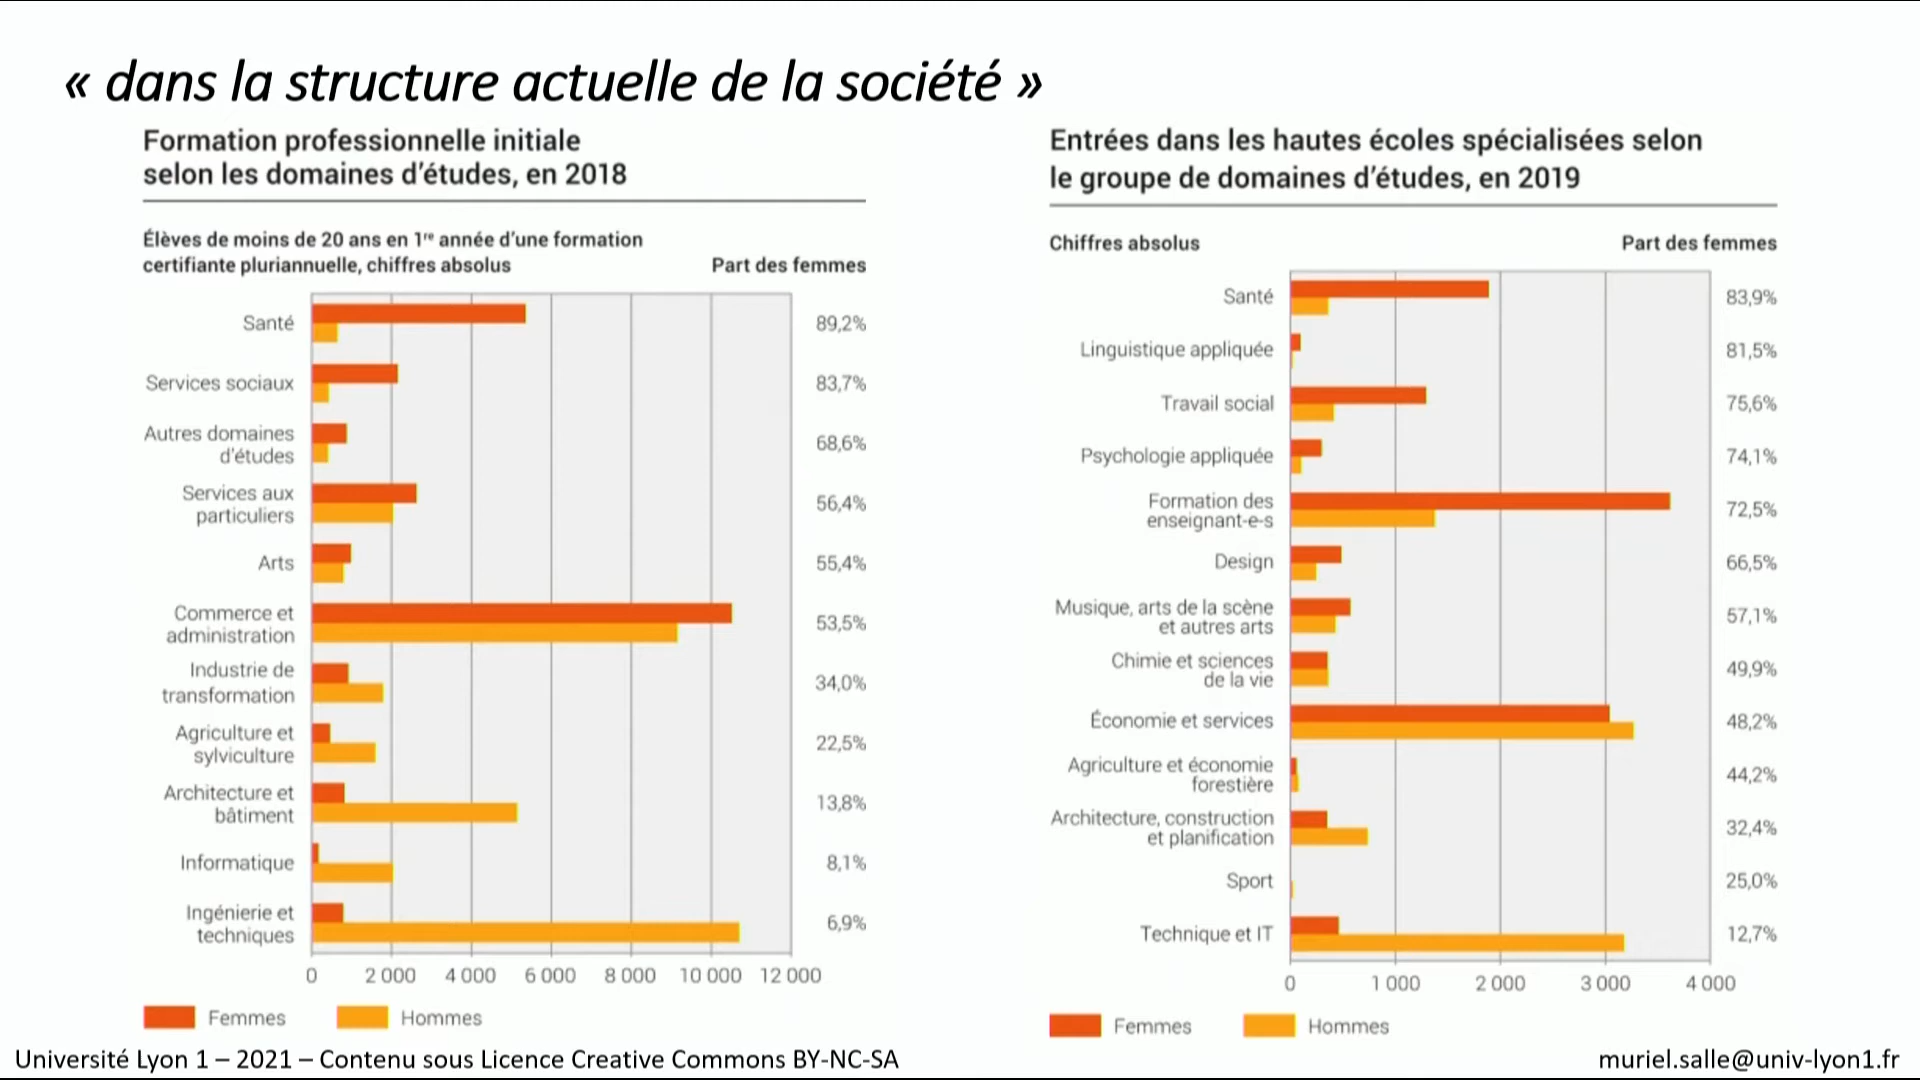 « dans la structure actuelle de la société »
Formation professionnelle initiale
selon les domaines d'études, en 2018
Élèves de moins de 20 ans en 1re année d'une formation
certifiante pluriannuelle, chiffres absolus
Part des femmes
Santé
89,2%
Services sociaux
83,7%
Autres domaines
d'études
68,6%
Services aux
particuliers
56,4%
Arts
55,4%
Commerce et
administration
53,5%
Industrie de
transformation
34,0%
Agriculture et
sylviculture
22,5%
Architecture et
bâtiment
13,8%
Informatique
8,1%
Ingénierie et
techniques
6,9%
0 2 000 4 000 6 000 8 000 10 000 12 000
Femmes Hommes
Entrées dans les hautes écoles spécialisées selon
le groupe de domaines d'études, en 2019
Chiffres absolus
Part des femmes
Santé
83,9%
Linguistique appliquée
81,5%
Travail social
75,6%
Psychologie appliquée
74,1%
Formation des
enseignant-e-s
72,5%
Design
66,5%
Musique, arts de la scène
et autres arts
57,1%
Chimie et sciences
de la vie
49,9%
Économie et services
48,2%
Agriculture et économie
forestière
44,2%
Architecture, construction
et planification
32,4%
Sport
25,0%
Technique et IT
12,7%
0 1 000 2 000 3 000 4 000
Femmes Hommes
Université Lyon 1 – 2021 – Contenu sous Licence Creative Commons BY-NC-SA
muriel.salle@univ-lyon1.fr